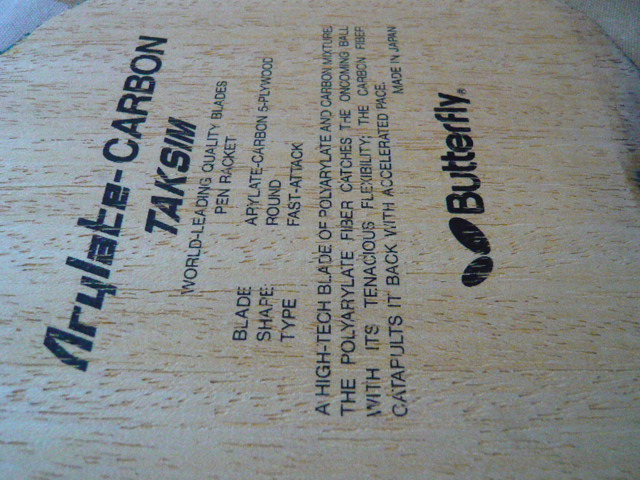 Arylate-CARBON
TAKSIM
WORLD-LEADING QUALITY BLADES
PEN RACKET
BLADE ARYLATE-CARBON 5-PLYWOOD
SHAPE: ROUND
TYPE FAST-ATTACK
A HIGH-TECH BLADE OF POLYARYLATE AND CARBON MIXTURE
THE POLYARYLATE FIBER CATCHES THE ONCOMING BALL
WITH ITS TENACIOUS FLEXIBILITY; THE CARBON FIBER
CATAPULTS IT BACK WITH ACCELERATED PACE.
MADE IN JAPAN
Butterfly®